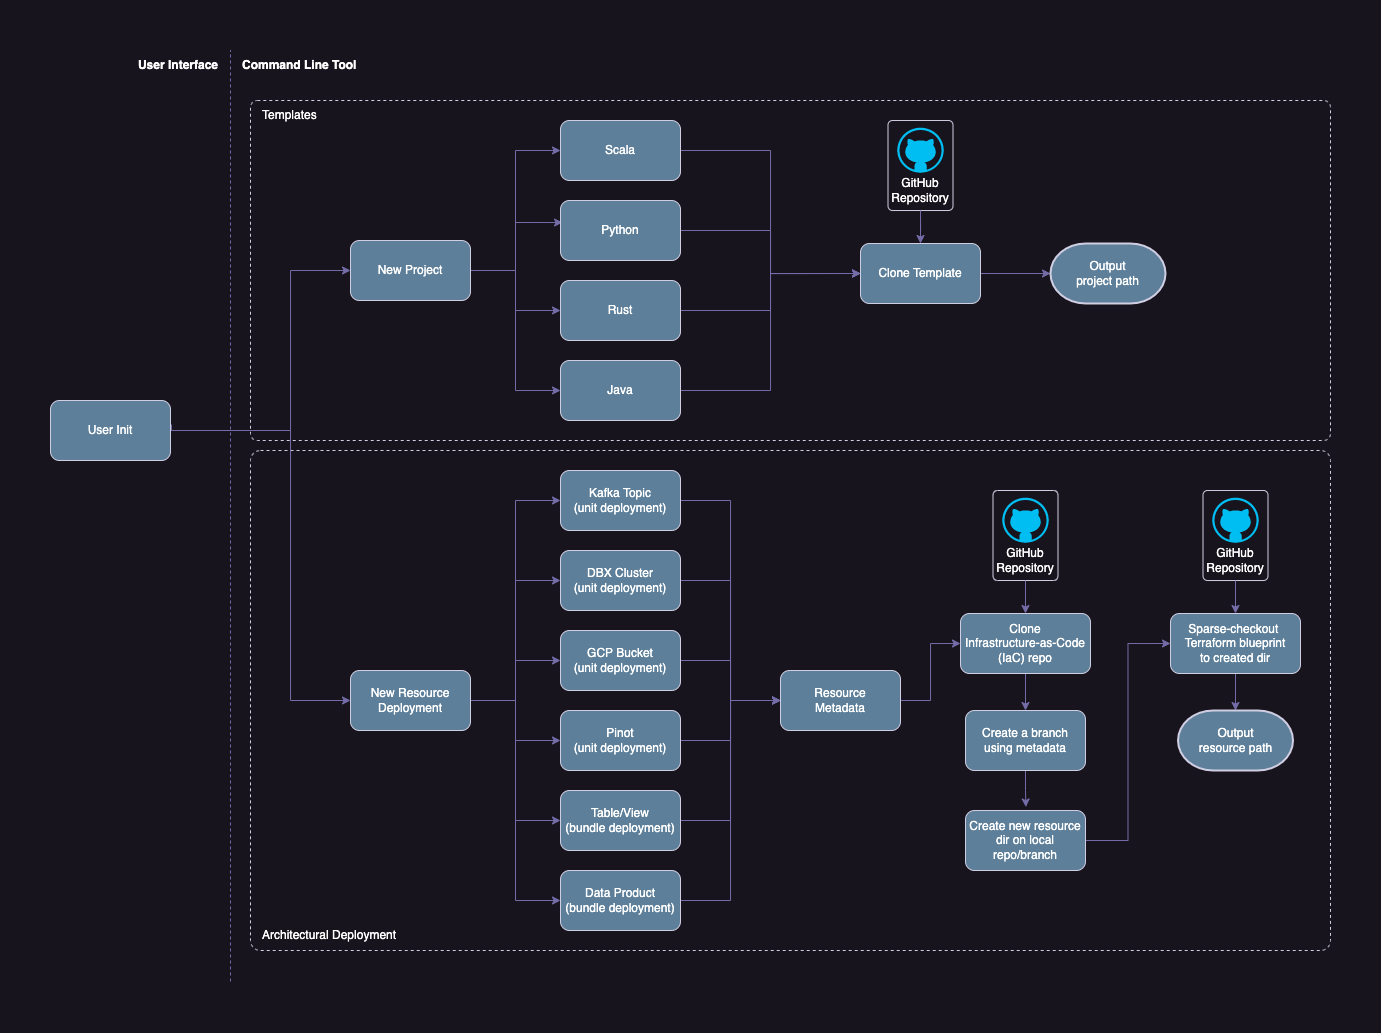 User Interface
Command Line Tool
Templates
Scala
Python
Rust
Java
New Project
GitHub
Repository
Clone Template
Output
project path
User Init
Kafka Topic
(unit deployment)
DBX Cluster
(unit deployment)
GCP Bucket
(unit deployment)
Pinot
(unit deployment)
Table/View
(bundle deployment)
Data Product
(bundle deployment)
New Resource
Deployment
Resource
Metadata
GitHub
Repository
Clone
Infrastructure-as-Code
(IaC) repo
Create a branch
using metadata
Create new resource
dir on local
repo/branch
GitHub
Repository
Sparse-checkout
Terraform blueprint
to created dir
Output
resource path
Architectural Deployment